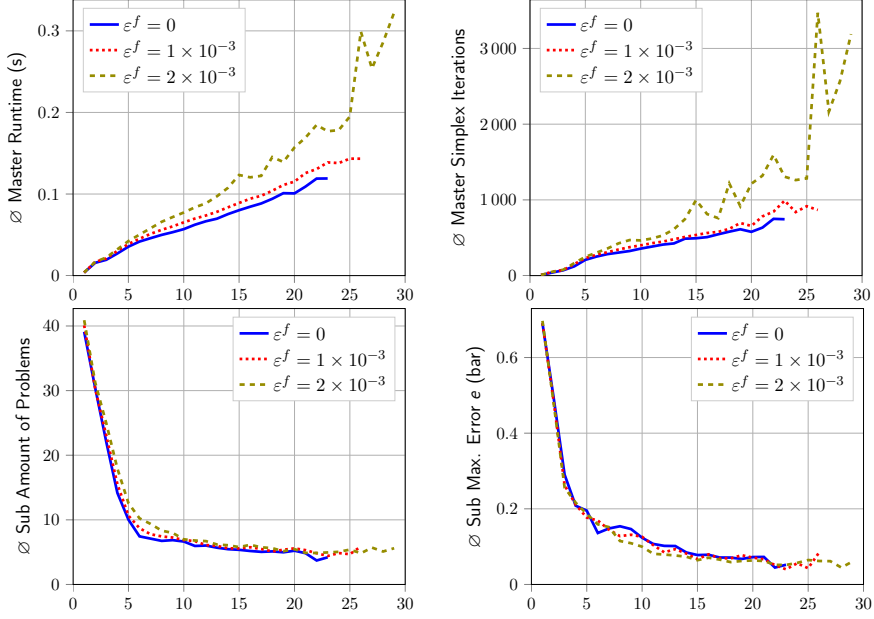 ∅ Master Runtime (s)
0.3
0.2
0.1
0
0 5 10 15 20 25 30
ε^f = 0
ε^f = 1 × 10^−3
ε^f = 2 × 10^−3
∅ Master Simplex Iterations
3 000
2 000
1 000
0
0 5 10 15 20 25 30
ε^f = 0
ε^f = 1 × 10^−3
ε^f = 2 × 10^−3
∅ Sub Amount of Problems
40
30
20
10
0
0 5 10 15 20 25 30
ε^f = 0
ε^f = 1 × 10^−3
ε^f = 2 × 10^−3
∅ Sub Max. Error e (bar)
0.6
0.4
0.2
0
0 5 10 15 20 25 30
ε^f = 0
ε^f = 1 × 10^−3
ε^f = 2 × 10^−3